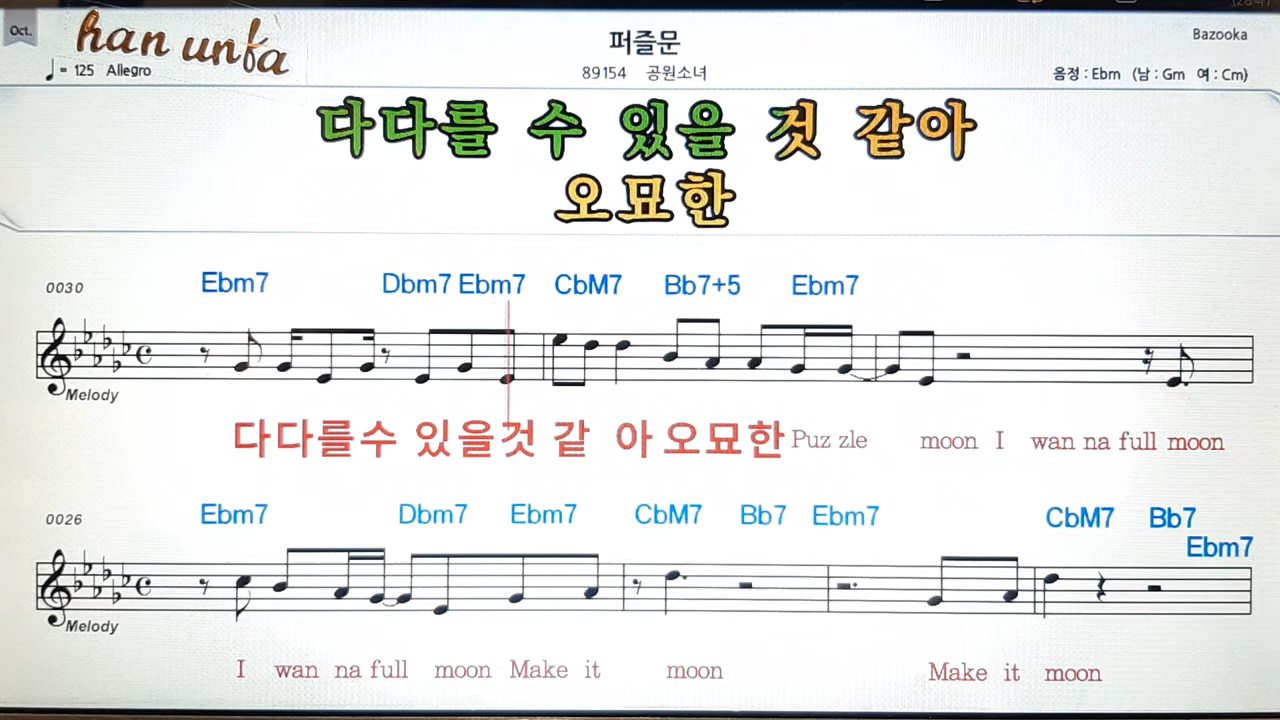 Oct.
han unfa
퍼즐문
Bazooka
♩= 125 Allegro
89154 공원소녀
음정 : Ebm (남 : Gm 여 : Cm)
다다를 수 있을 것 같아
오묘한
0030
Ebm7 Dbm7 Ebm7 CbM7 Bb7+5 Ebm7
Melody
다다를수 있을것 같 아 오묘한 Puz zle moon I wan na full moon
0026
Ebm7 Dbm7 Ebm7 CbM7 Bb7 Ebm7 CbM7 Bb7
Ebm7
Melody
I wan na full moon Make it moon Make it moon